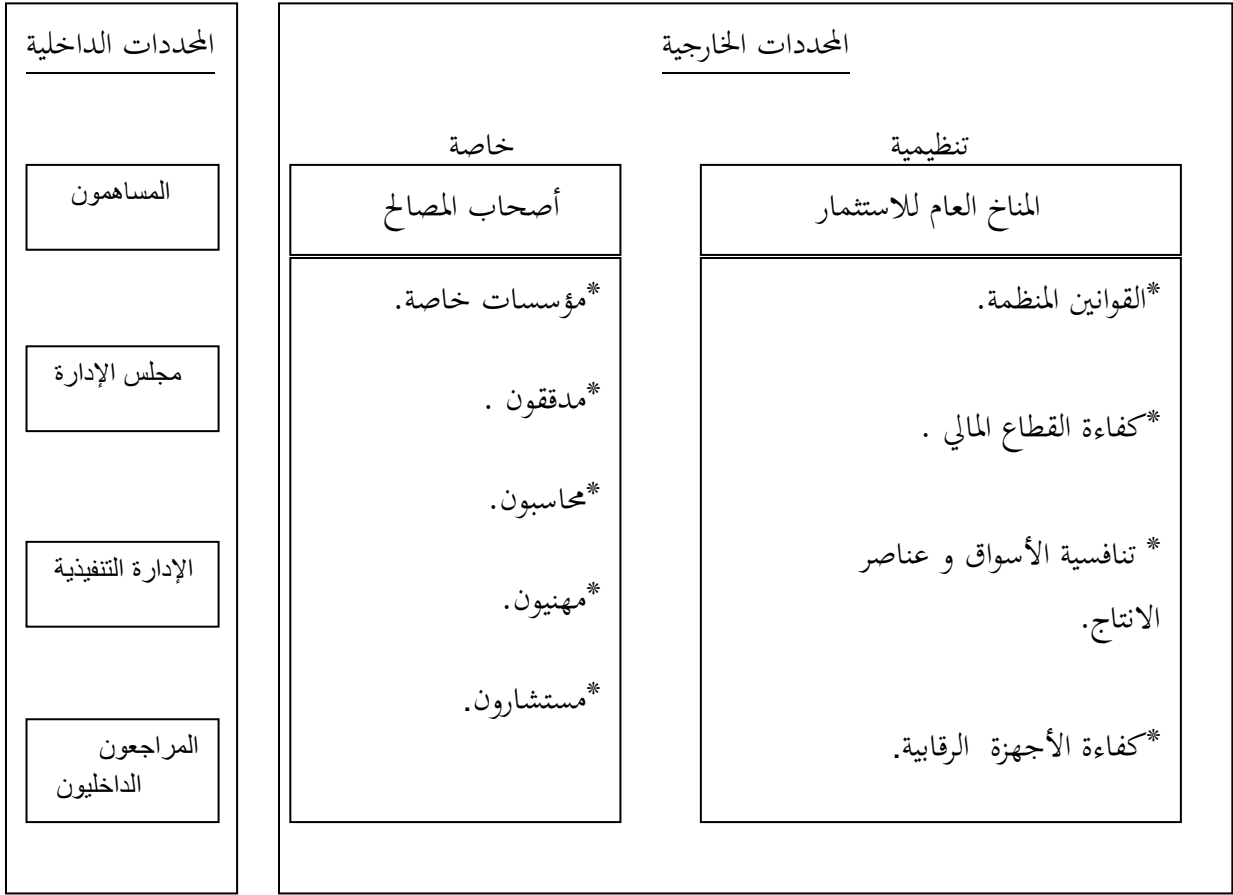 المحددات الخارجية
تنظيمية
المناخ العام للاستثمار
*القوانين المنظمة.
*كفاءة القطاع المالي .
* تنافسية الأسواق و عناصر
الانتاج.
*كفاءة الأجهزة الرقابية.
خاصة
أصحاب المصالح
*مؤسسات خاصة.
*مدققون .
*محاسبون.
*مهنيون.
*مستشارون.
المحددات الداخلية
المساهمون
مجلس الإدارة
الإدارة التنفيذية
المراجعون
الداخليون